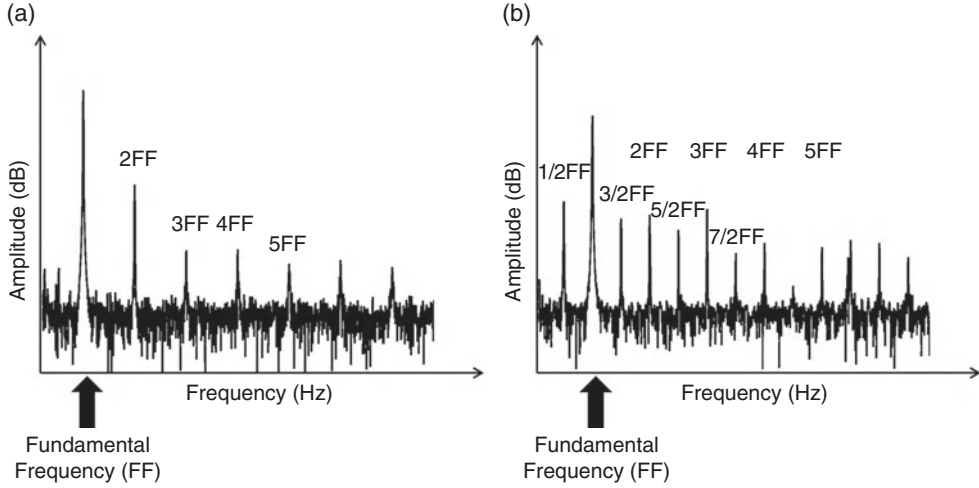 (a)
Amplitude (dB)
2FF
3FF 4FF
5FF
Frequency (Hz)
Fundamental
Frequency (FF)
(b)
Amplitude (dB)
2FF 3FF 4FF 5FF
1/2FF
3/2FF
5/2FF
7/2FF
Frequency (Hz)
Fundamental
Frequency (FF)